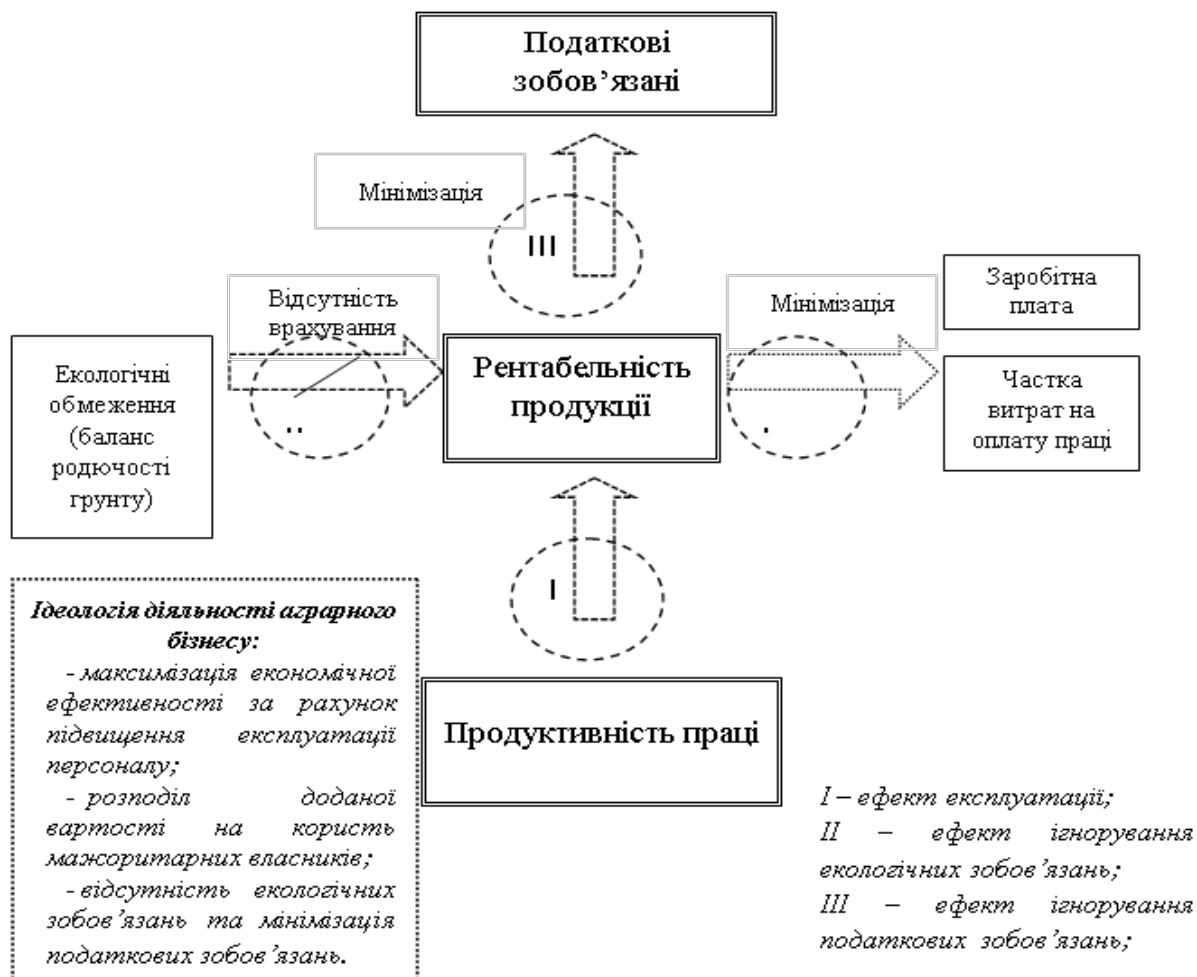 Податкові
зобов’язані
Мінімізація
III
Відсутність
врахування
Мінімізація
Заробітна
плата
Екологічні
обмеження
(баланс
родючості
грунту)
..
Рентабельність
продукції
.
Частка
витрат на
оплату праці
I
Ідеологія діяльності аграрного
бізнесу:
- максимізація економічної
ефективності за рахунок
підвищення експлуатації
персоналу;
- розподіл доданої
вартості на користь
мажоритарних власників;
- відсутність екологічних
зобов’язань та мінімізація
податкових зобов’язань.
Продуктивність праці
I – ефект експлуатації;
II – ефект ігнорування
екологічних зобов’язань;
III – ефект ігнорування
податкових зобов’язань;